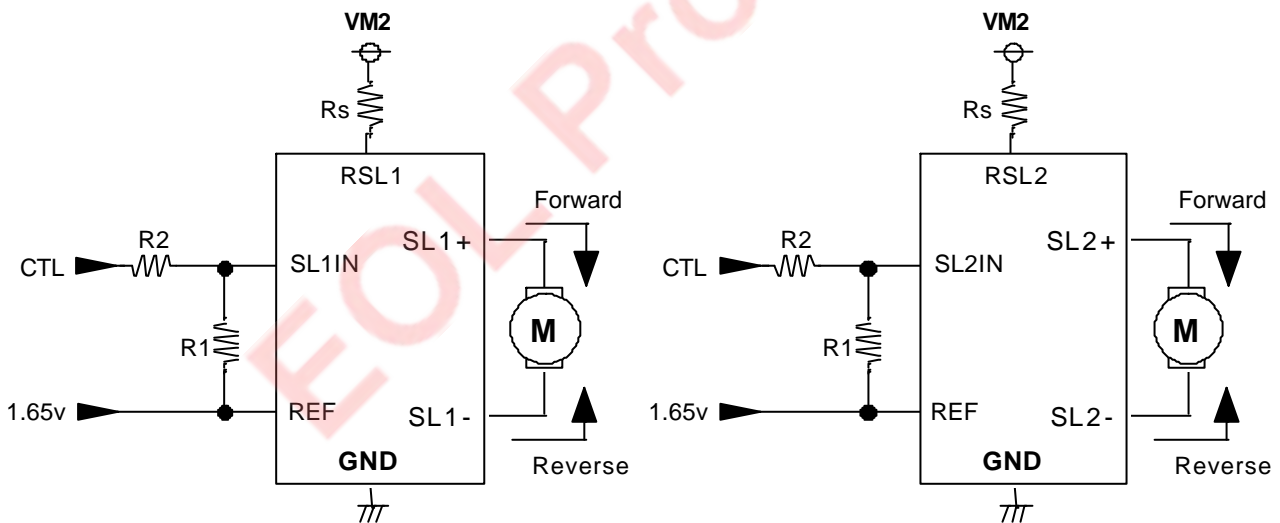 VM2
Rs
RSL1
Forward
SL1+
R2
CTL
SL1IN
R1
M
1.65v
REF
SL1-
GND
Reverse
VM2
Rs
RSL2
Forward
SL2+
R2
CTL
SL2IN
R1
M
1.65v
REF
SL2-
GND
Reverse
EOL Pro